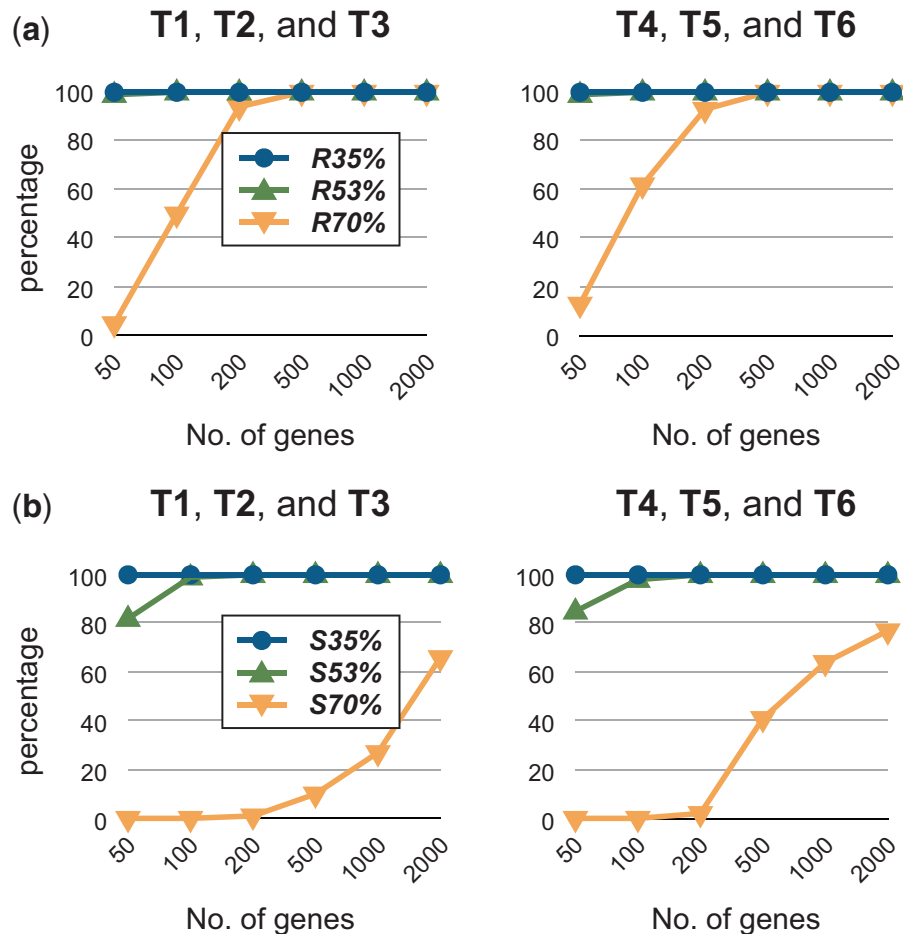 (a) T1, T2, and T3
T4, T5, and T6
percentage
100
80
60
40
20
0
R35%
R53%
R70%
50 100 200 500 1000 2000
No. of genes
100
80
60
40
20
0
50 100 200 500 1000 2000
No. of genes
(b) T1, T2, and T3
T4, T5, and T6
percentage
100
80
60
40
20
0
S35%
S53%
S70%
50 100 200 500 1000 2000
No. of genes
100
80
60
40
20
0
50 100 200 500 1000 2000
No. of genes